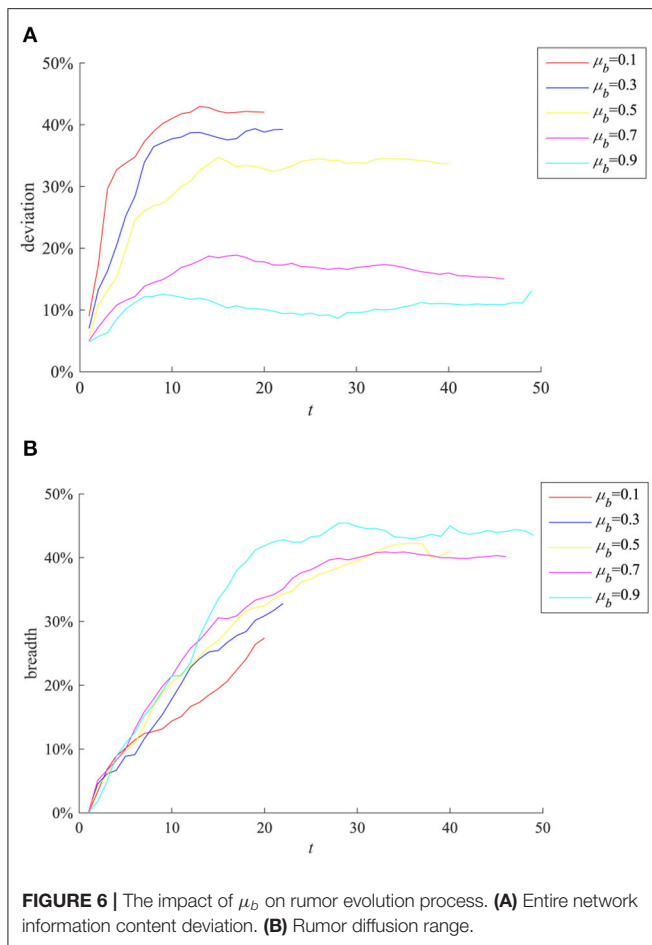 A
60%
50%
40%
30%
20%
10%
0%
deviation
0
10
20
30
40
50
t
μb=0.1
μb=0.3
μb=0.5
μb=0.7
μb=0.9
B
50%
40%
30%
20%
10%
0%
breadth
0
10
20
30
40
50
t
μb=0.1
μb=0.3
μb=0.5
μb=0.7
μb=0.9
FIGURE 6 | The impact of μb on rumor evolution process. (A) Entire network
information content deviation. (B) Rumor diffusion range.